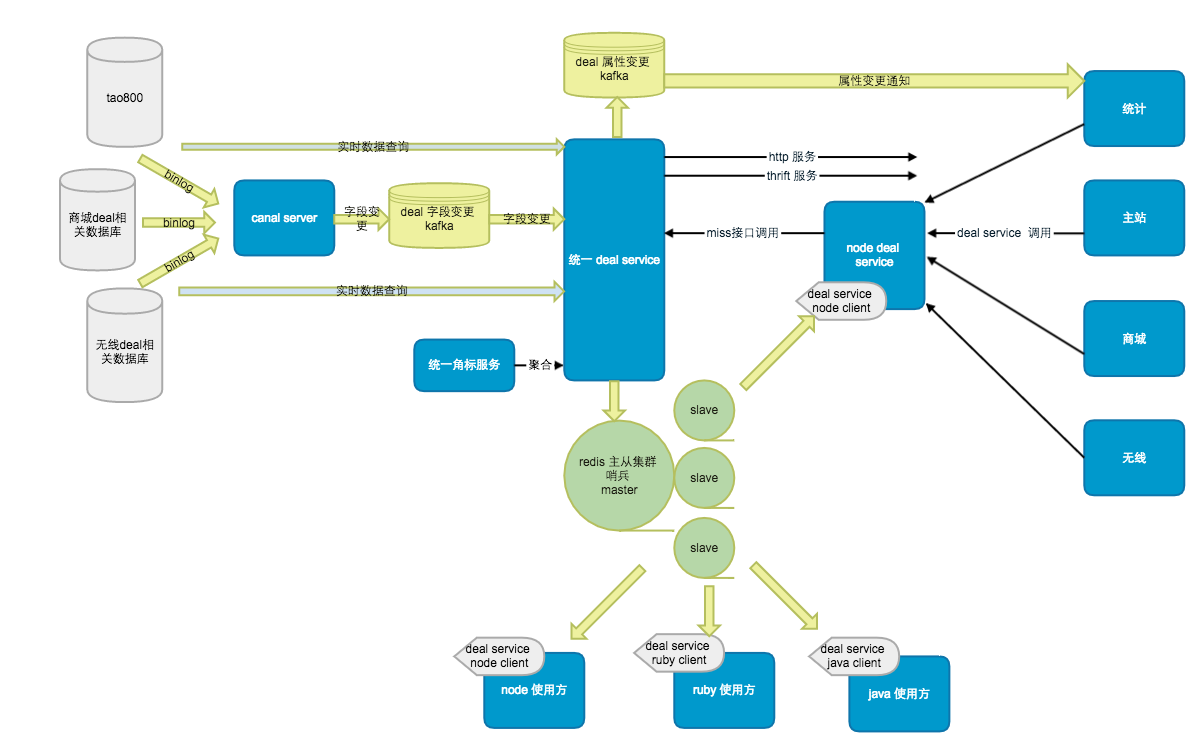 deal 属性变更
kafka
属性变更通知
统计
tao800
实时数据查询
http 服务
thrift 服务
binlog
商城deal相
关数据库
binlog
binlog
canal server
字段变
更
deal 字段变更
kafka
字段变更
统一 deal service
miss接口调用
node deal
service
deal service 调用
主站
deal service
node client
实时数据查询
无线deal相
关数据库
统一角标服务
聚合
商城
slave
无线
redis 主从集群
哨兵
master
slave
slave
deal service
node client
node 使用方
deal service
ruby client
ruby 使用方
deal service
java client
java 使用方